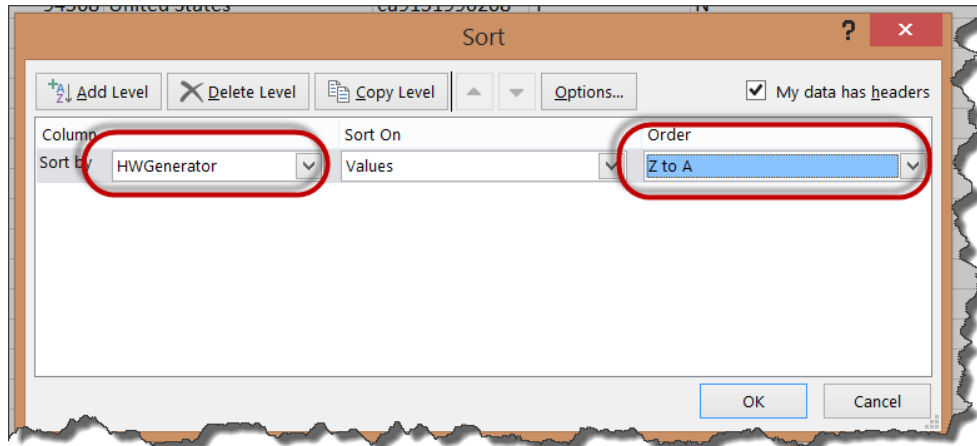 Sort
?
Add Level Delete Level Copy Level Options... My data has headers
Column Sort On Order
Sort by HWGenerator Values Z to A
OK Cancel